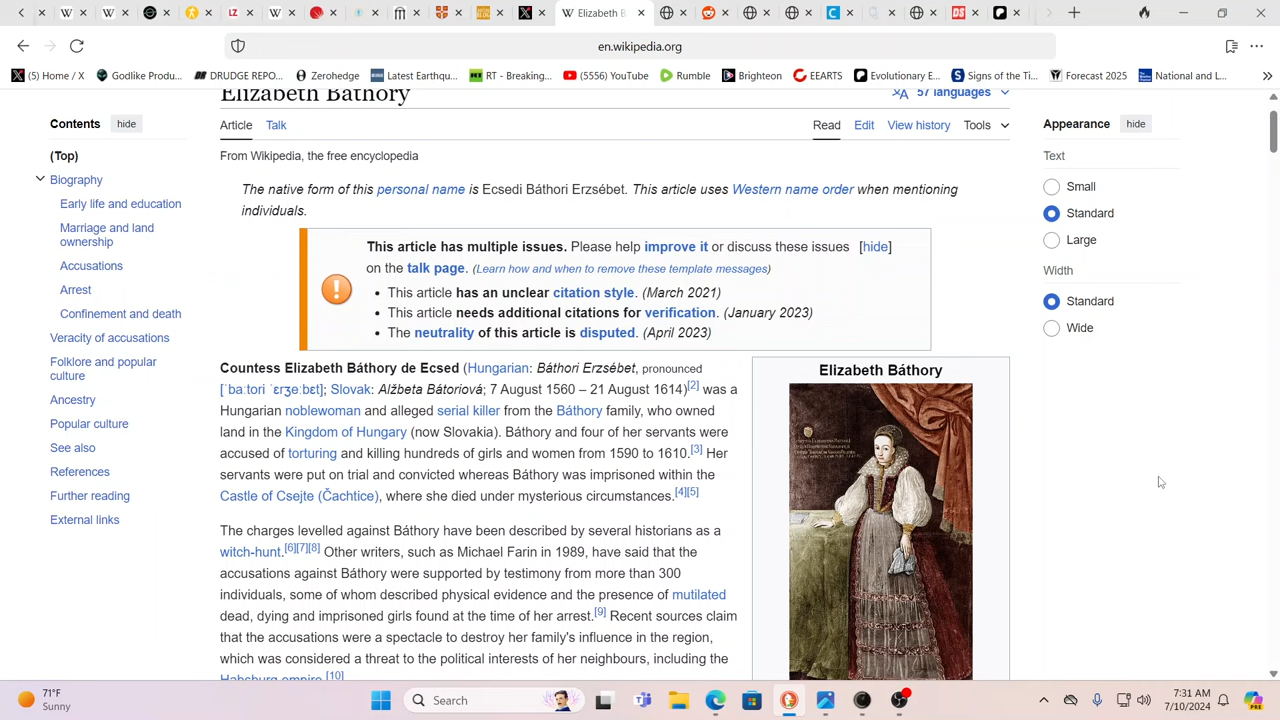 Elizabeth B
(5) Home / X
Godlike Produ...
DRUDGE REPO...
Zerohedge
Latest Earthqu...
RT - Breaking...
(5556) YouTube
Rumble
Brighteon
EEARTS
Evolutionary E...
Signs of the Ti...
Forecast 2025
National and L...
en.wikipedia.org
Contents hide
(Top)
Biography
Early life and education
Marriage and land
ownership
Accusations
Arrest
Confinement and death
Veracity of accusations
Folklore and popular
culture
Ancestry
Popular culture
See also
References
Further reading
External links
Elizabeth Báthory
57 languages
Article Talk
Read Edit View history Tools
From Wikipedia, the free encyclopedia
The native form of this personal name is Ecsedi Báthori Erzsébet. This article uses Western name order when mentioning
individuals.
This article has multiple issues. Please help improve it or discuss these issues [hide]
on the talk page. (Learn how and when to remove these template messages)
• This article has an unclear citation style. (March 2021)
• This article needs additional citations for verification. (January 2023)
• The neutrality of this article is disputed. (April 2023)
Countess Elizabeth Báthory de Ecsed (Hungarian: Báthori Erzsébet, pronounced
[ˈbaːtori ˈɛrʒeːbɛt]; Slovak: Alžbeta Bátoriová; 7 August 1560 – 21 August 1614)[2] was a
Hungarian noblewoman and alleged serial killer from the Báthory family, who owned
land in the Kingdom of Hungary (now Slovakia). Báthory and four of her servants were
accused of torturing and killing hundreds of girls and women from 1590 to 1610.[3] Her
servants were put on trial and convicted whereas Báthory was imprisoned within the
Castle of Csejte (Čachtice), where she died under mysterious circumstances.[4][5]
The charges levelled against Báthory have been described by several historians as a
witch-hunt.[6][7][8] Other writers, such as Michael Farin in 1989, have said that the
accusations against Báthory were supported by testimony from more than 300
individuals, some of whom described physical evidence and the presence of mutilated
dead, dying and imprisoned girls found at the time of her arrest.[9] Recent sources claim
that the accusations were a spectacle to destroy her family's influence in the region,
which was considered a threat to the political interests of her neighbours, including the
Habsburg empire.[10]
Elizabeth Báthory
Appearance hide
Text
Small
Standard
Large
Width
Standard
Wide
71°F
Sunny
Search
7:31 AM
7/10/2024